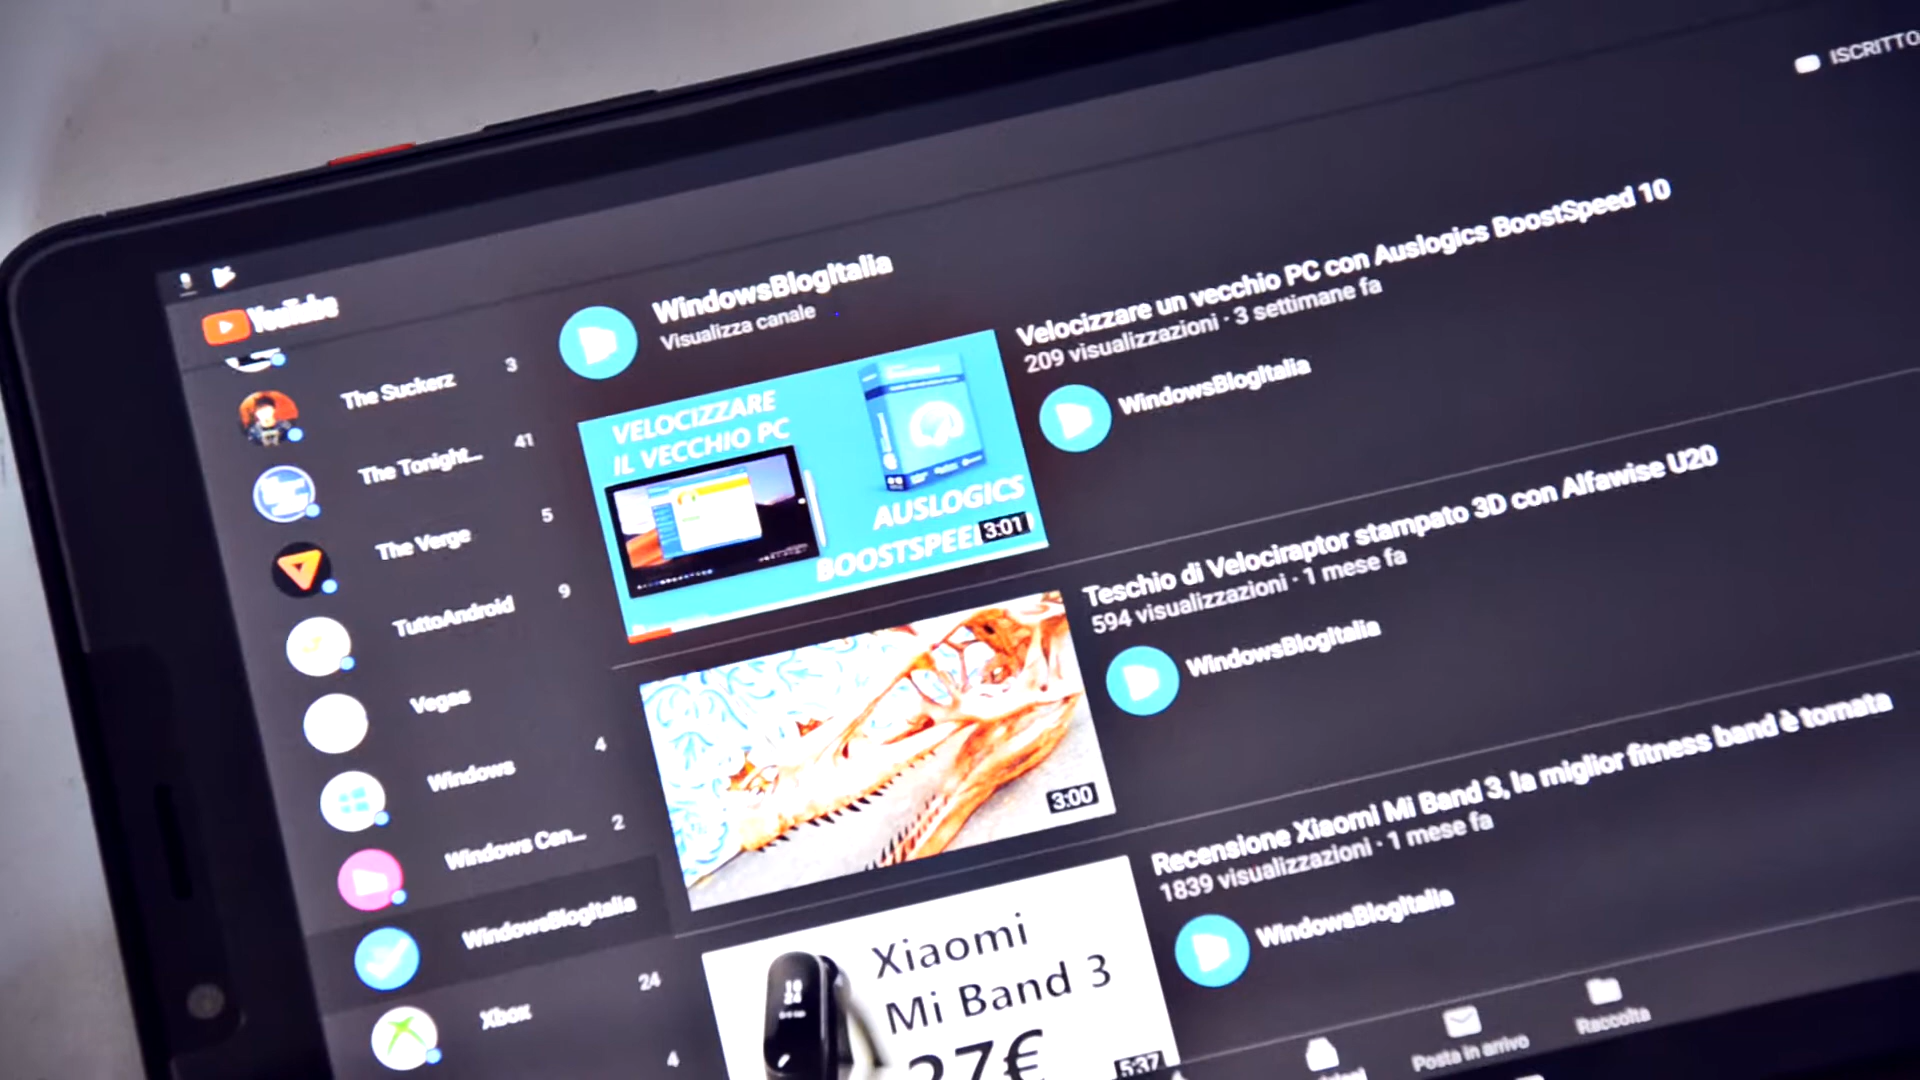 ISCRITTO
YouTube
The Suckerz 3
The Tonight... 41
The Verge 5
TuttoAndroid 9
Vegas
Windows 4
Windows Cen... 2
WindowsBlogItalia
Xbox 24
4
WindowsBlogItalia
Visualizza canale
VELOCIZZARE
IL VECCHIO PC
AUSLOGICS
BOOSTSPEE
3:01
Velocizzare un vecchio PC con Auslogics BoostSpeed 10
209 visualizzazioni · 3 settimane fa
WindowsBlogItalia
3:00
Teschio di Velociraptor stampato 3D con Alfawise U20
594 visualizzazioni · 1 mese fa
WindowsBlogItalia
Xiaomi
Mi Band 3
27€
5:37
Recensione Xiaomi Mi Band 3, la miglior fitness band è tornata
1839 visualizzazioni · 1 mese fa
WindowsBlogItalia
Posta in arrivo
Raccolta